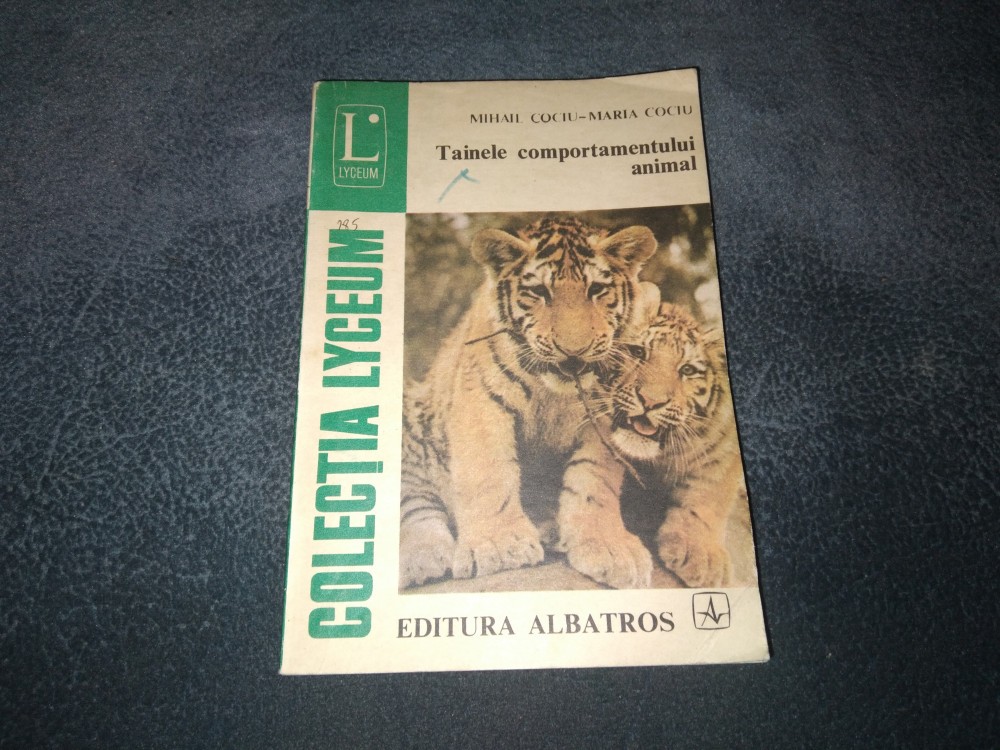 L
LYCEUM
MIHAIL COCIU-MARIA COCIU
Tainele comportamentului
animal
285
COLECȚIA LYCEUM
EDITURA ALBATROS